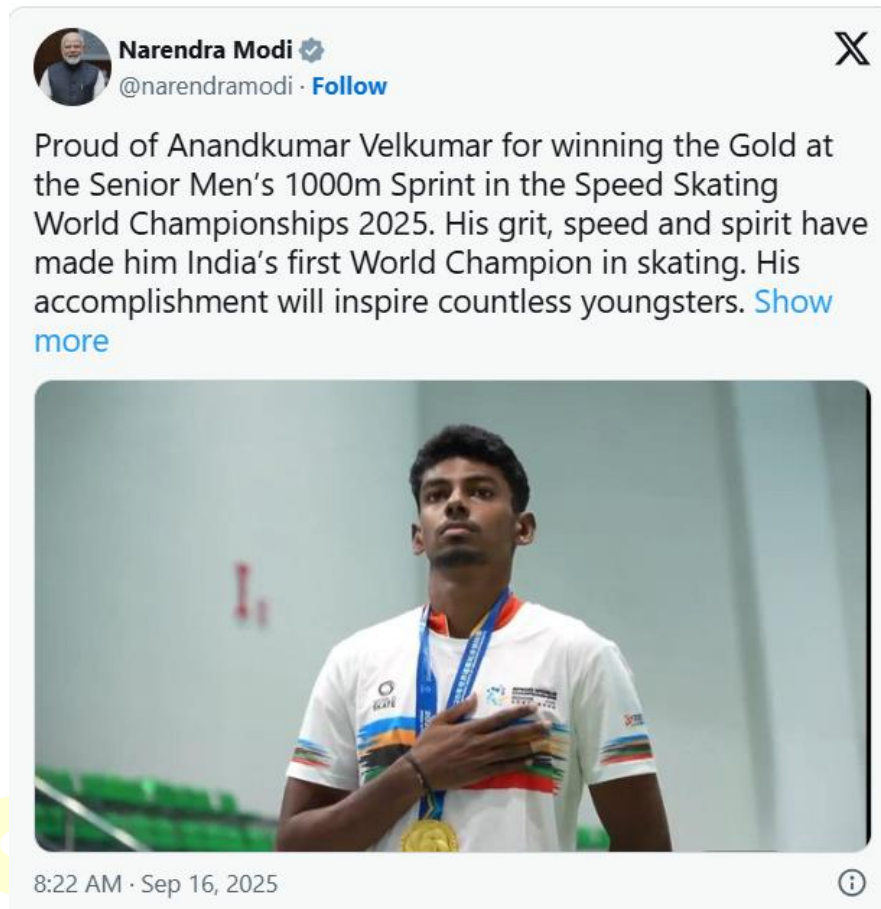 Narendra Modi
@narendramodi · Follow
Proud of Anandkumar Velkumar for winning the Gold at
the Senior Men’s 1000m Sprint in the Speed Skating
World Championships 2025. His grit, speed and spirit have
made him India’s first World Champion in skating. His
accomplishment will inspire countless youngsters. Show
more
SKATE
8:22 AM · Sep 16, 2025